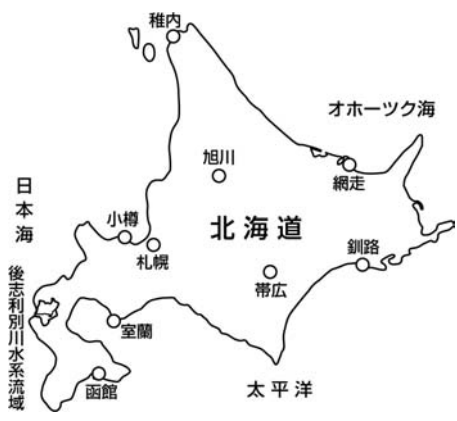 稚内
オホーツク海
旭川
網走
日本海
小樽
北海道
札幌
釧路
帯広
後志利別川水系流域
室蘭
太平洋
函館